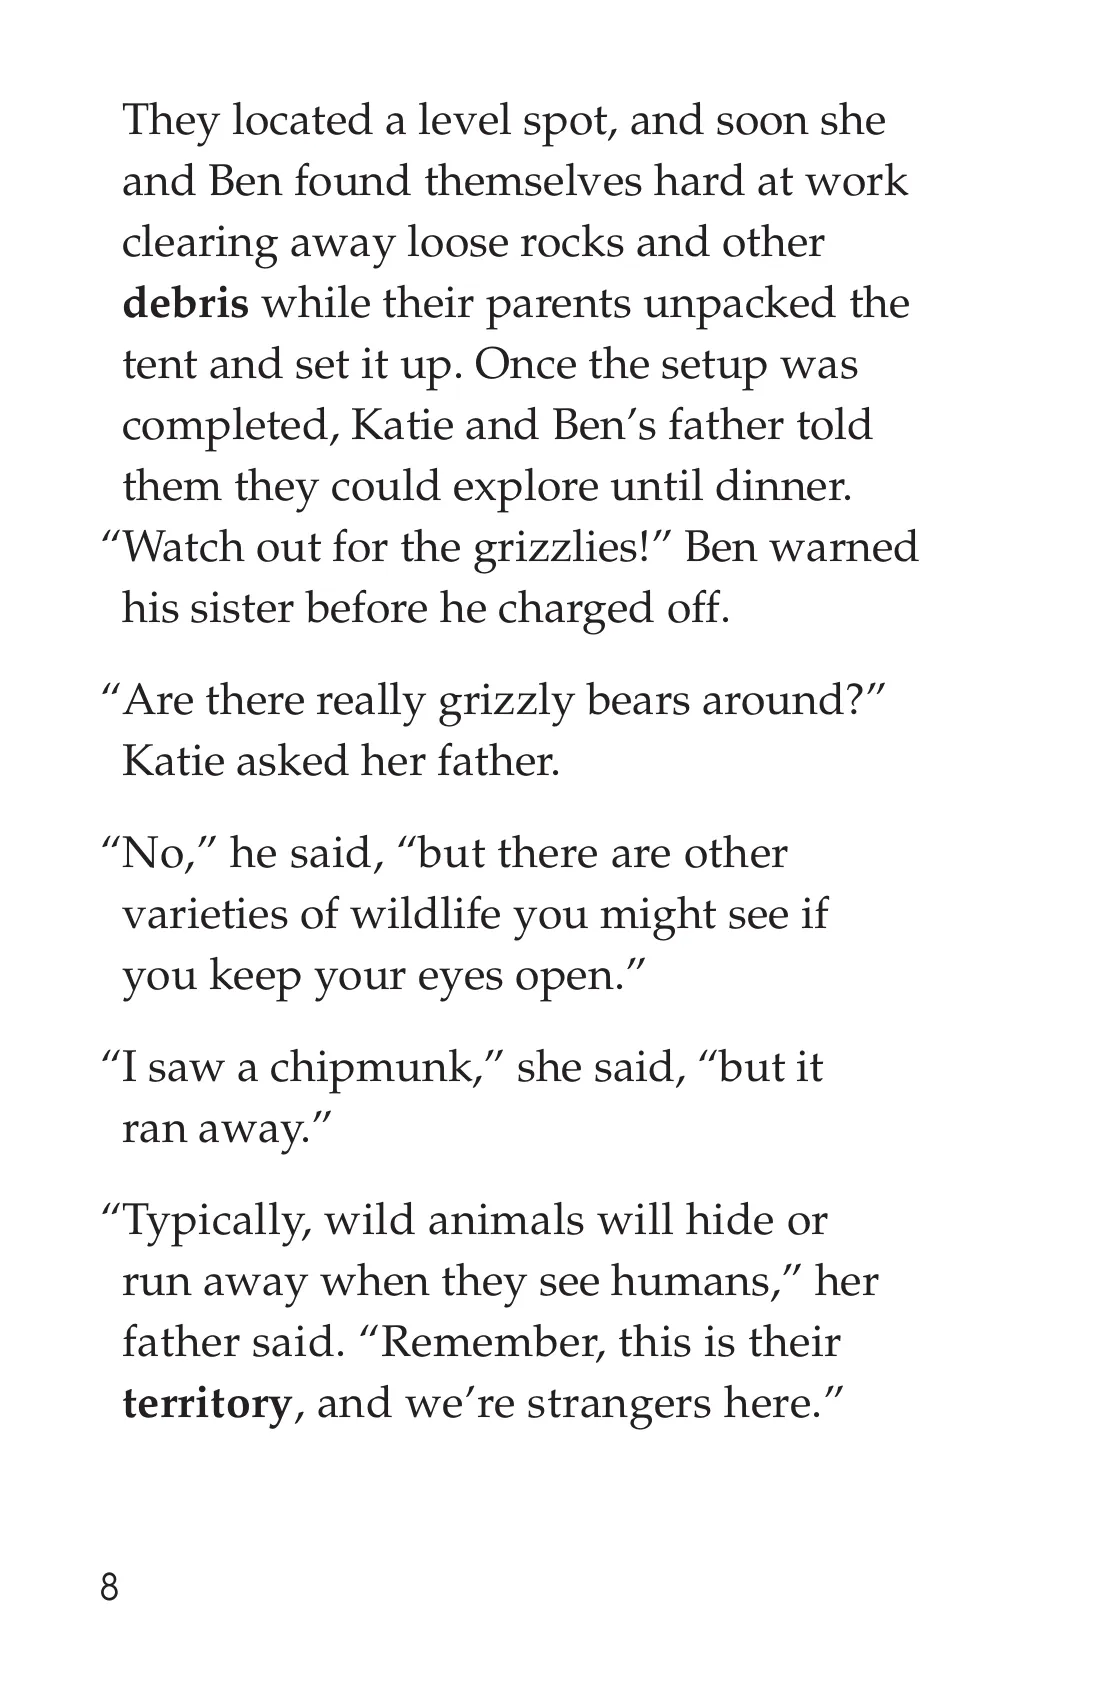 They located a level spot, and soon she
and Ben found themselves hard at work
clearing away loose rocks and other
debris while their parents unpacked the
tent and set it up. Once the setup was
completed, Katie and Ben’s father told
them they could explore until dinner.
“Watch out for the grizzlies!” Ben warned
his sister before he charged off.
“Are there really grizzly bears around?”
Katie asked her father.
“No,” he said, “but there are other
varieties of wildlife you might see if
you keep your eyes open.”
“I saw a chipmunk,” she said, “but it
ran away.”
“Typically, wild animals will hide or
run away when they see humans,” her
father said. “Remember, this is their
territory, and we’re strangers here.”
8